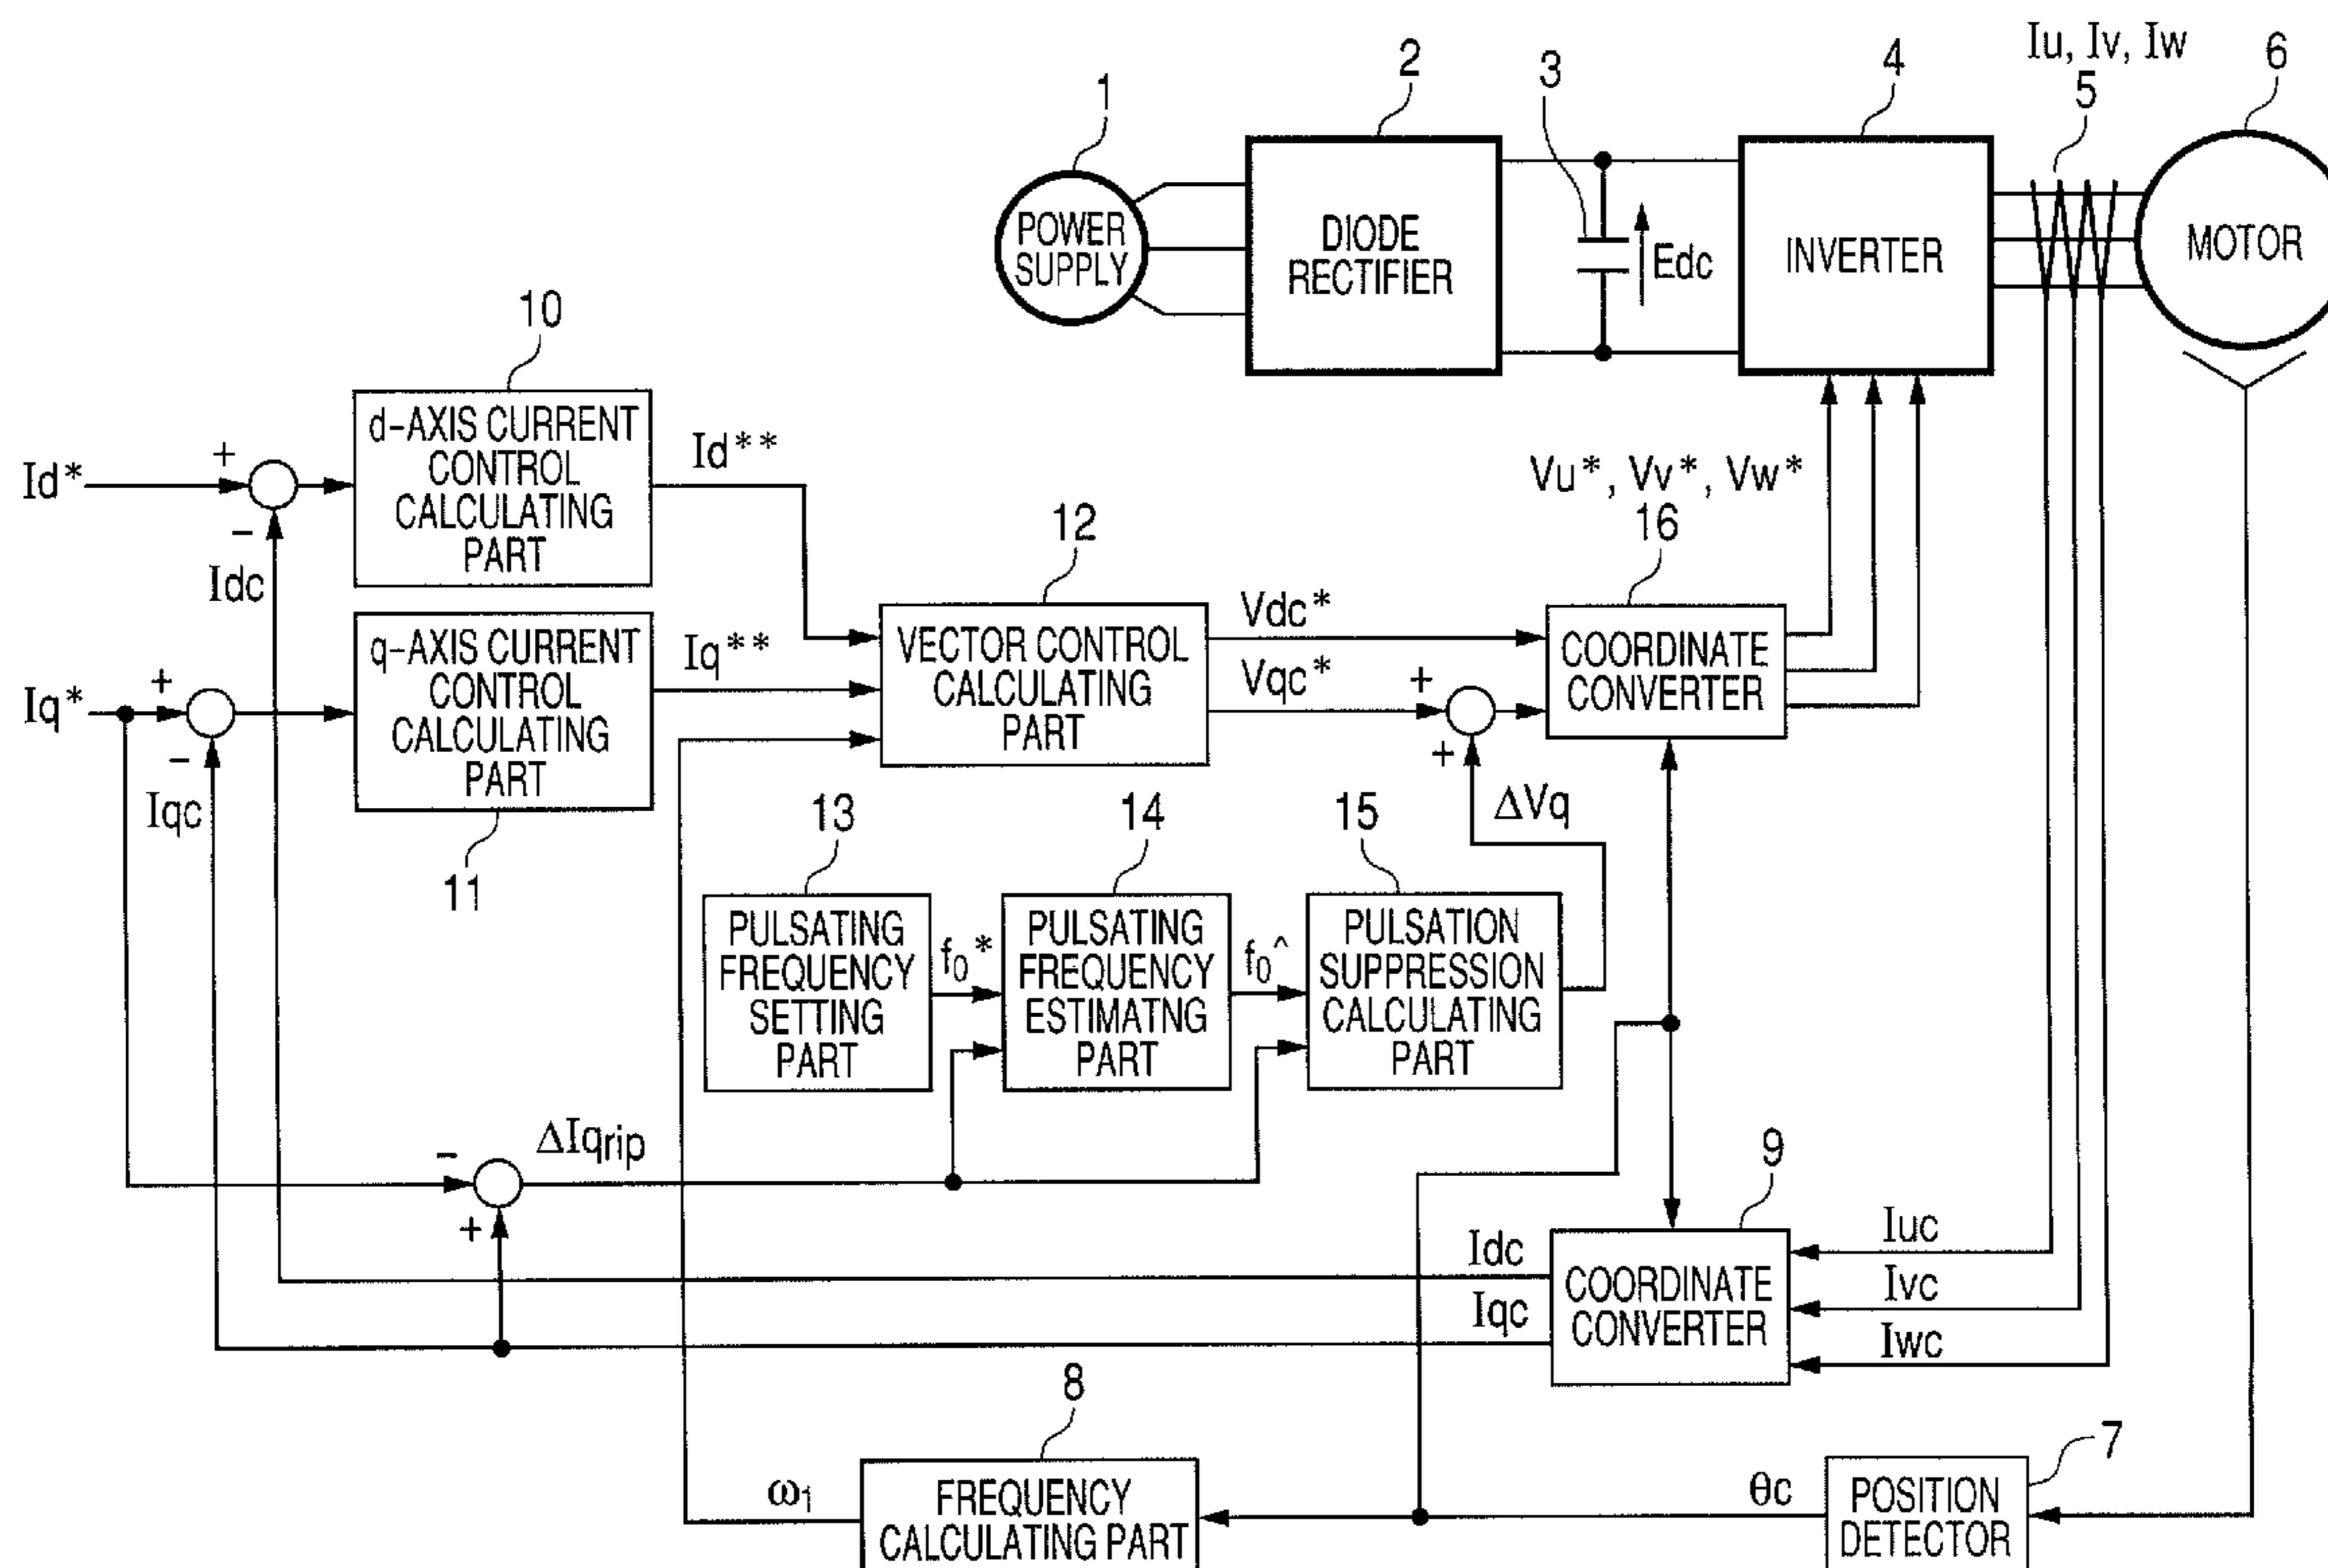 Iu, Iv, Iw
1
2
3
4
5
6
POWER
SUPPLY
DIODE
RECTIFIER
Edc
INVERTER
MOTOR
10
d-AXIS CURRENT
CONTROL
CALCULATING
PART
Id*
+
-
Idc
Id**
Vu*, Vv*, Vw*
16
12
q-AXIS CURRENT
CONTROL
CALCULATING
PART
11
Iq*
+
-
Iqc
Iq**
VECTOR CONTROL
CALCULATING
PART
Vdc*
Vqc*
+
+
ΔVq
COORDINATE
CONVERTER
13
14
15
PULSATING
FREQUENCY
SETTING
PART
f0*
PULSATING
FREQUENCY
ESTIMATNG
PART
f0^
PULSATION
SUPPRESSION
CALCULATING
PART
-
+
ΔIqrip
9
Idc
Iqc
COORDINATE
CONVERTER
Iuc
Ivc
Iwc
8
ω1
FREQUENCY
CALCULATING PART
θc
7
POSITION
DETECTOR